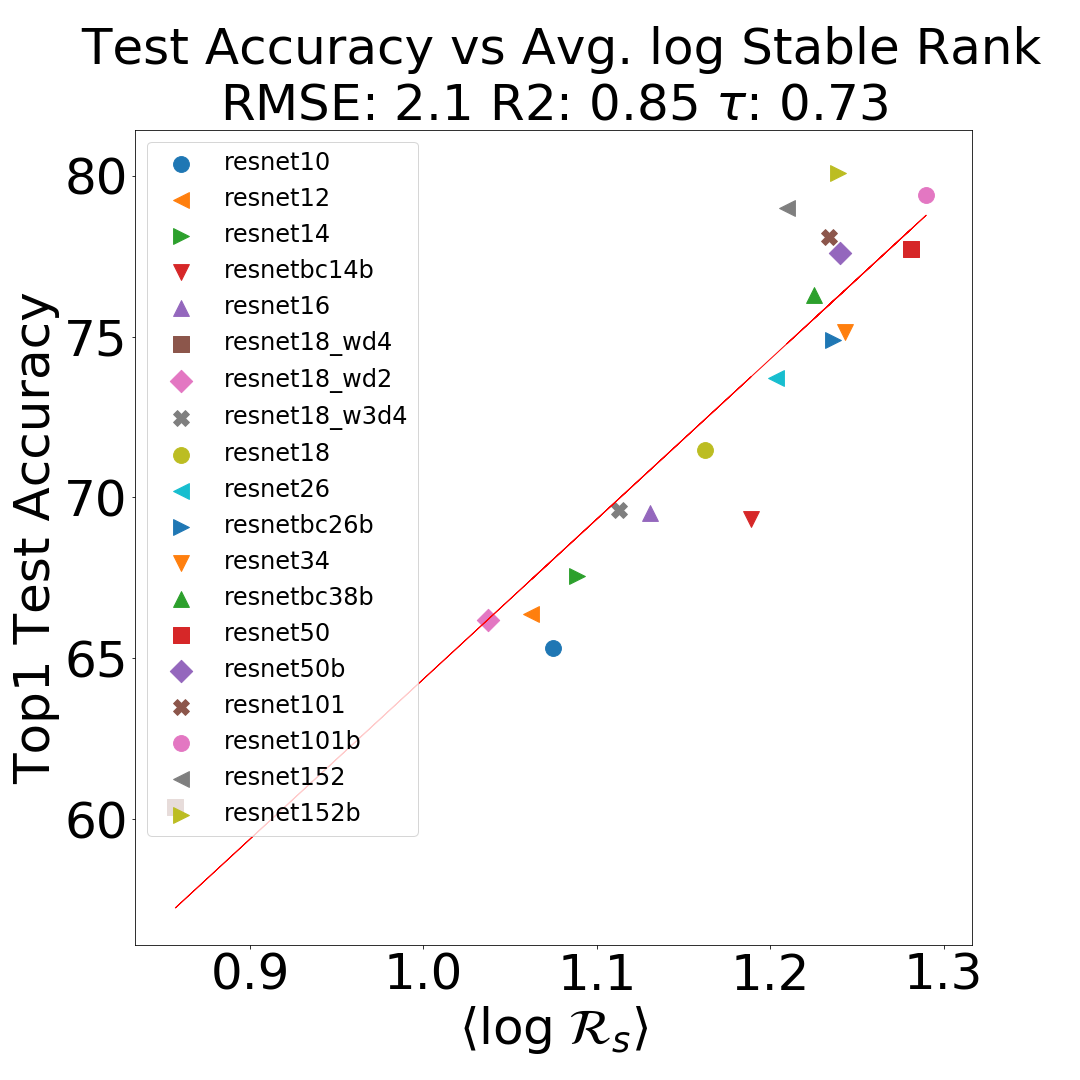 Test Accuracy vs Avg. log Stable Rank
RMSE: 2.1 R2: 0.85 τ: 0.73
resnet10
resnet12
resnet14
resnetbc14b
resnet16
resnet18_wd4
resnet18_wd2
resnet18_w3d4
resnet18
resnet26
resnetbc26b
resnet34
resnetbc38b
resnet50
resnet50b
resnet101
resnet101b
resnet152
resnet152b
Top1 Test Accuracy
80
75
70
65
60
0.9 1.0 1.1 1.2 1.3
⟨log ℛₛ⟩